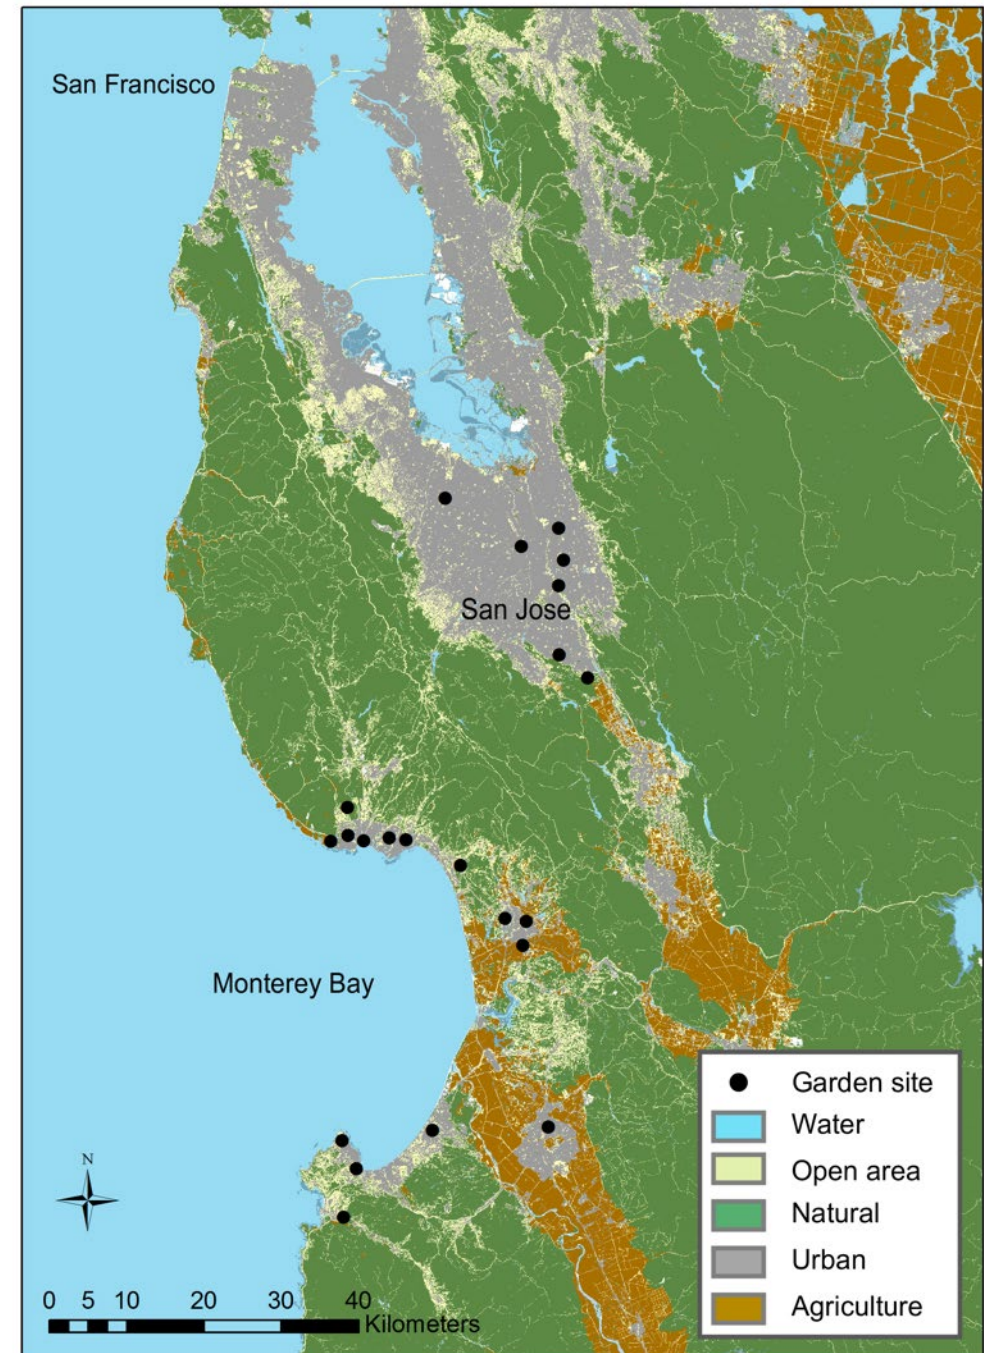 San Francisco
San Jose
Monterey Bay
Garden site
Water
Open area
Natural
Urban
Agriculture
N
0 5 10 20 30 40
Kilometers